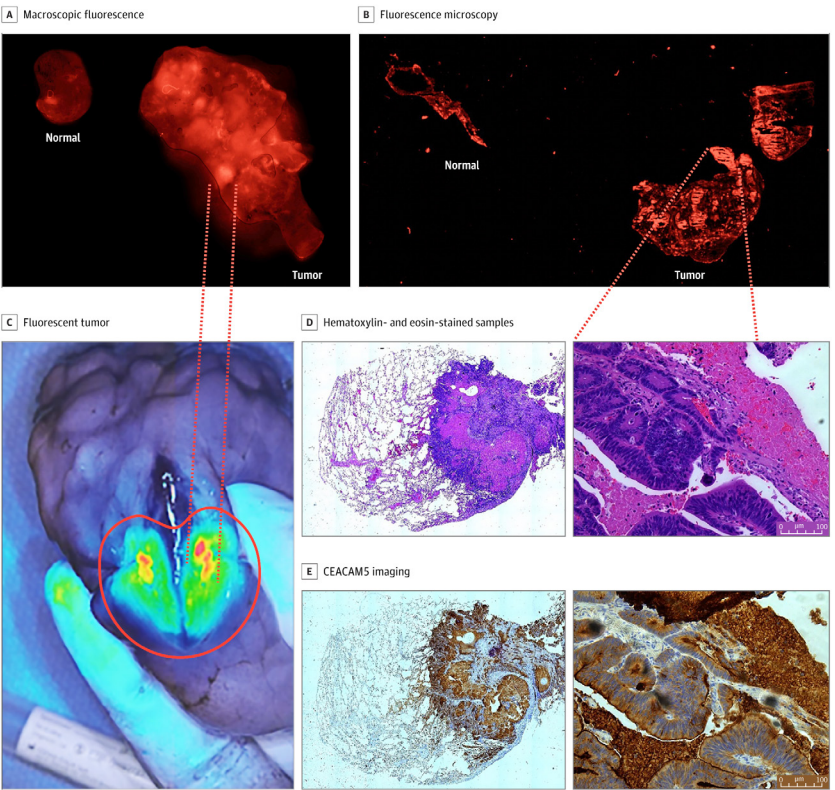 A Macroscopic fluorescence
Normal
Tumor
B Fluorescence microscopy
Normal
Tumor
C Fluorescent tumor
D Hematoxylin- and eosin-stained samples
0 µm 100
E CEACAM5 imaging
0 µm 100